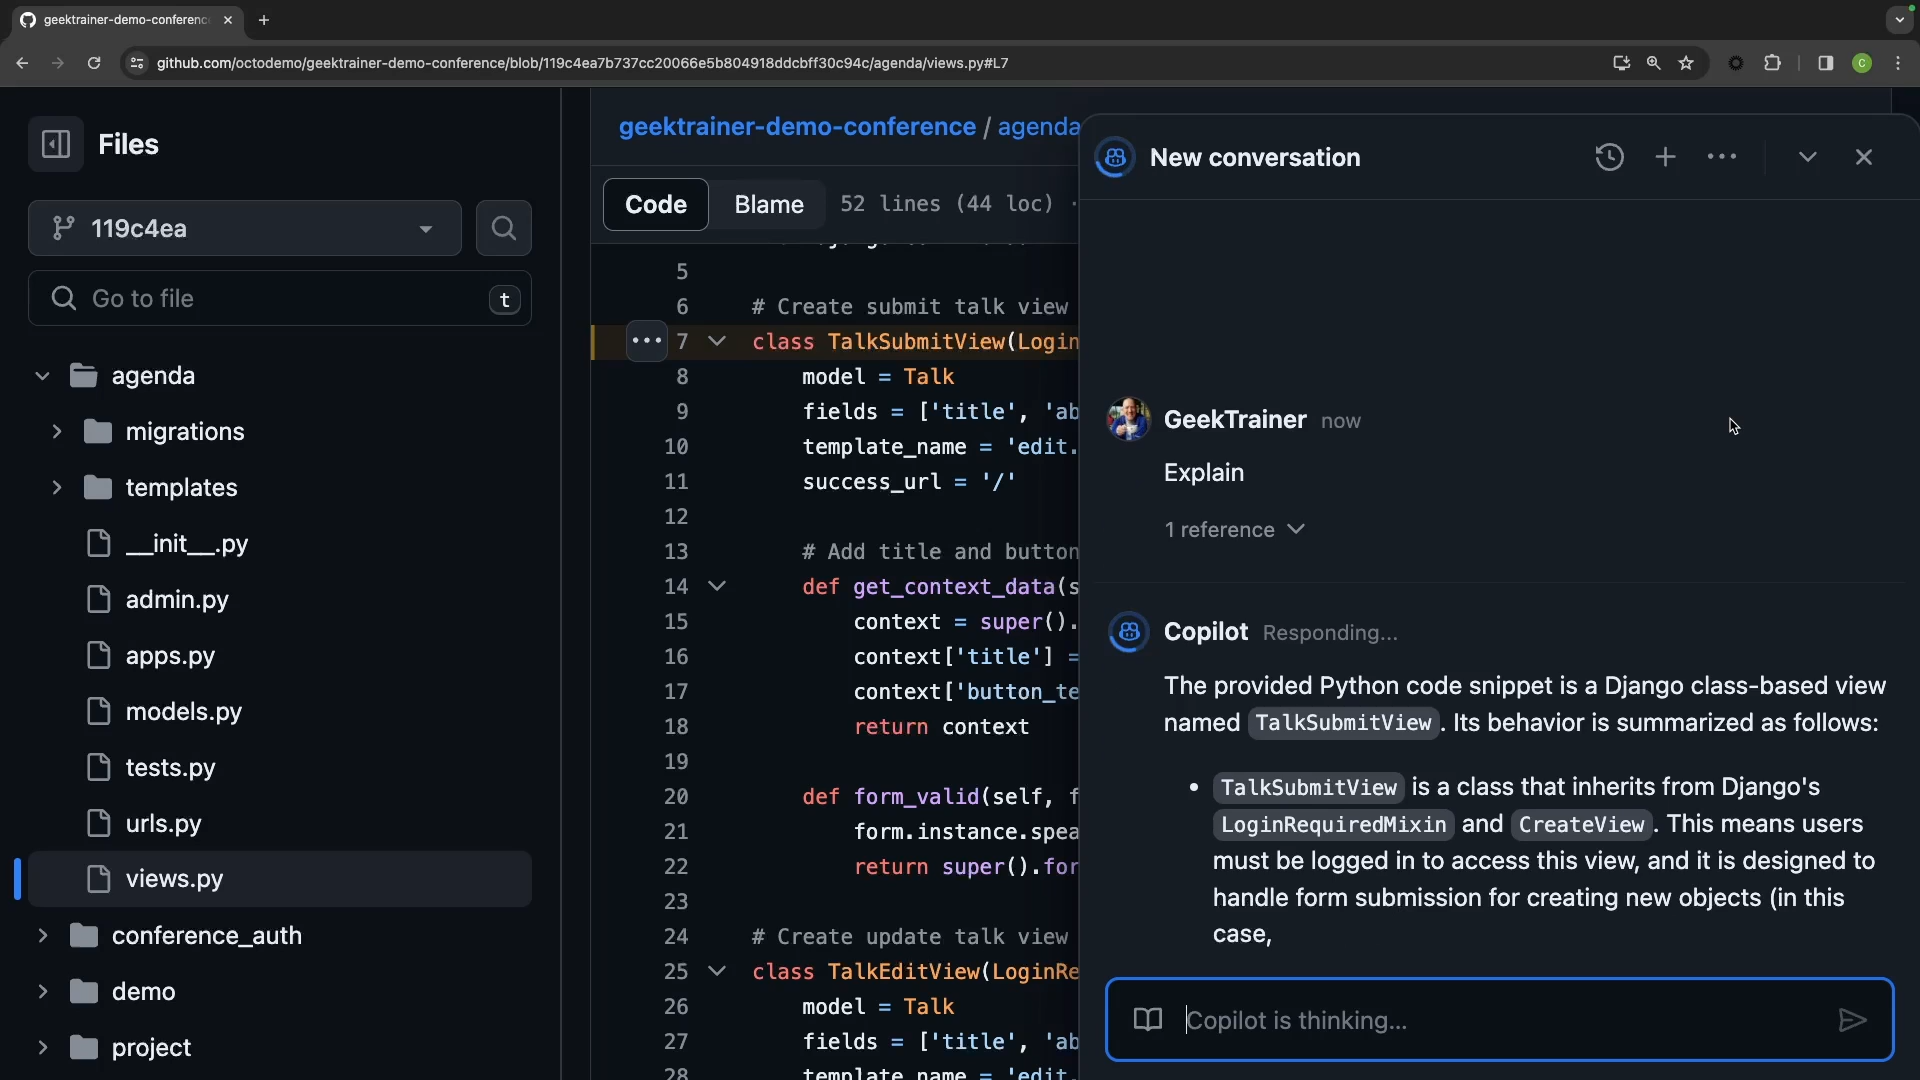 geektrainer-demo-conferenc
github.com/octodemo/geektrainer-demo-conference/blob/119c4ea7b737cc20066e5b804918ddcbff30c94c/agenda/views.py#L7
C
Files
119c4ea
Go to file
t
agenda
migrations
templates
__init__.py
admin.py
apps.py
models.py
tests.py
urls.py
views.py
conference_auth
demo
project
geektrainer-demo-conference / agenda
Code Blame 52 lines (44 loc) ·
5
6 # Create submit talk view
7 class TalkSubmitView(Login
8 model = Talk
9 fields = ['title', 'ab
10 template_name = 'edit.
11 success_url = '/'
12
13 # Add title and button
14 def get_context_data(s
15 context = super().
16 context['title'] =
17 context['button_te
18 return context
19
20 def form_valid(self, f
21 form.instance.spea
22 return super().for
23
24 # Create update talk view
25 class TalkEditView(LoginRe
26 model = Talk
27 fields = ['title', 'ab
28 template_name = 'edit.
New conversation
GeekTrainer now
Explain
1 reference
Copilot Responding...
The provided Python code snippet is a Django class-based view
named TalkSubmitView. Its behavior is summarized as follows:
• TalkSubmitView is a class that inherits from Django's
LoginRequiredMixin and CreateView. This means users
must be logged in to access this view, and it is designed to
handle form submission for creating new objects (in this
case,
Copilot is thinking...